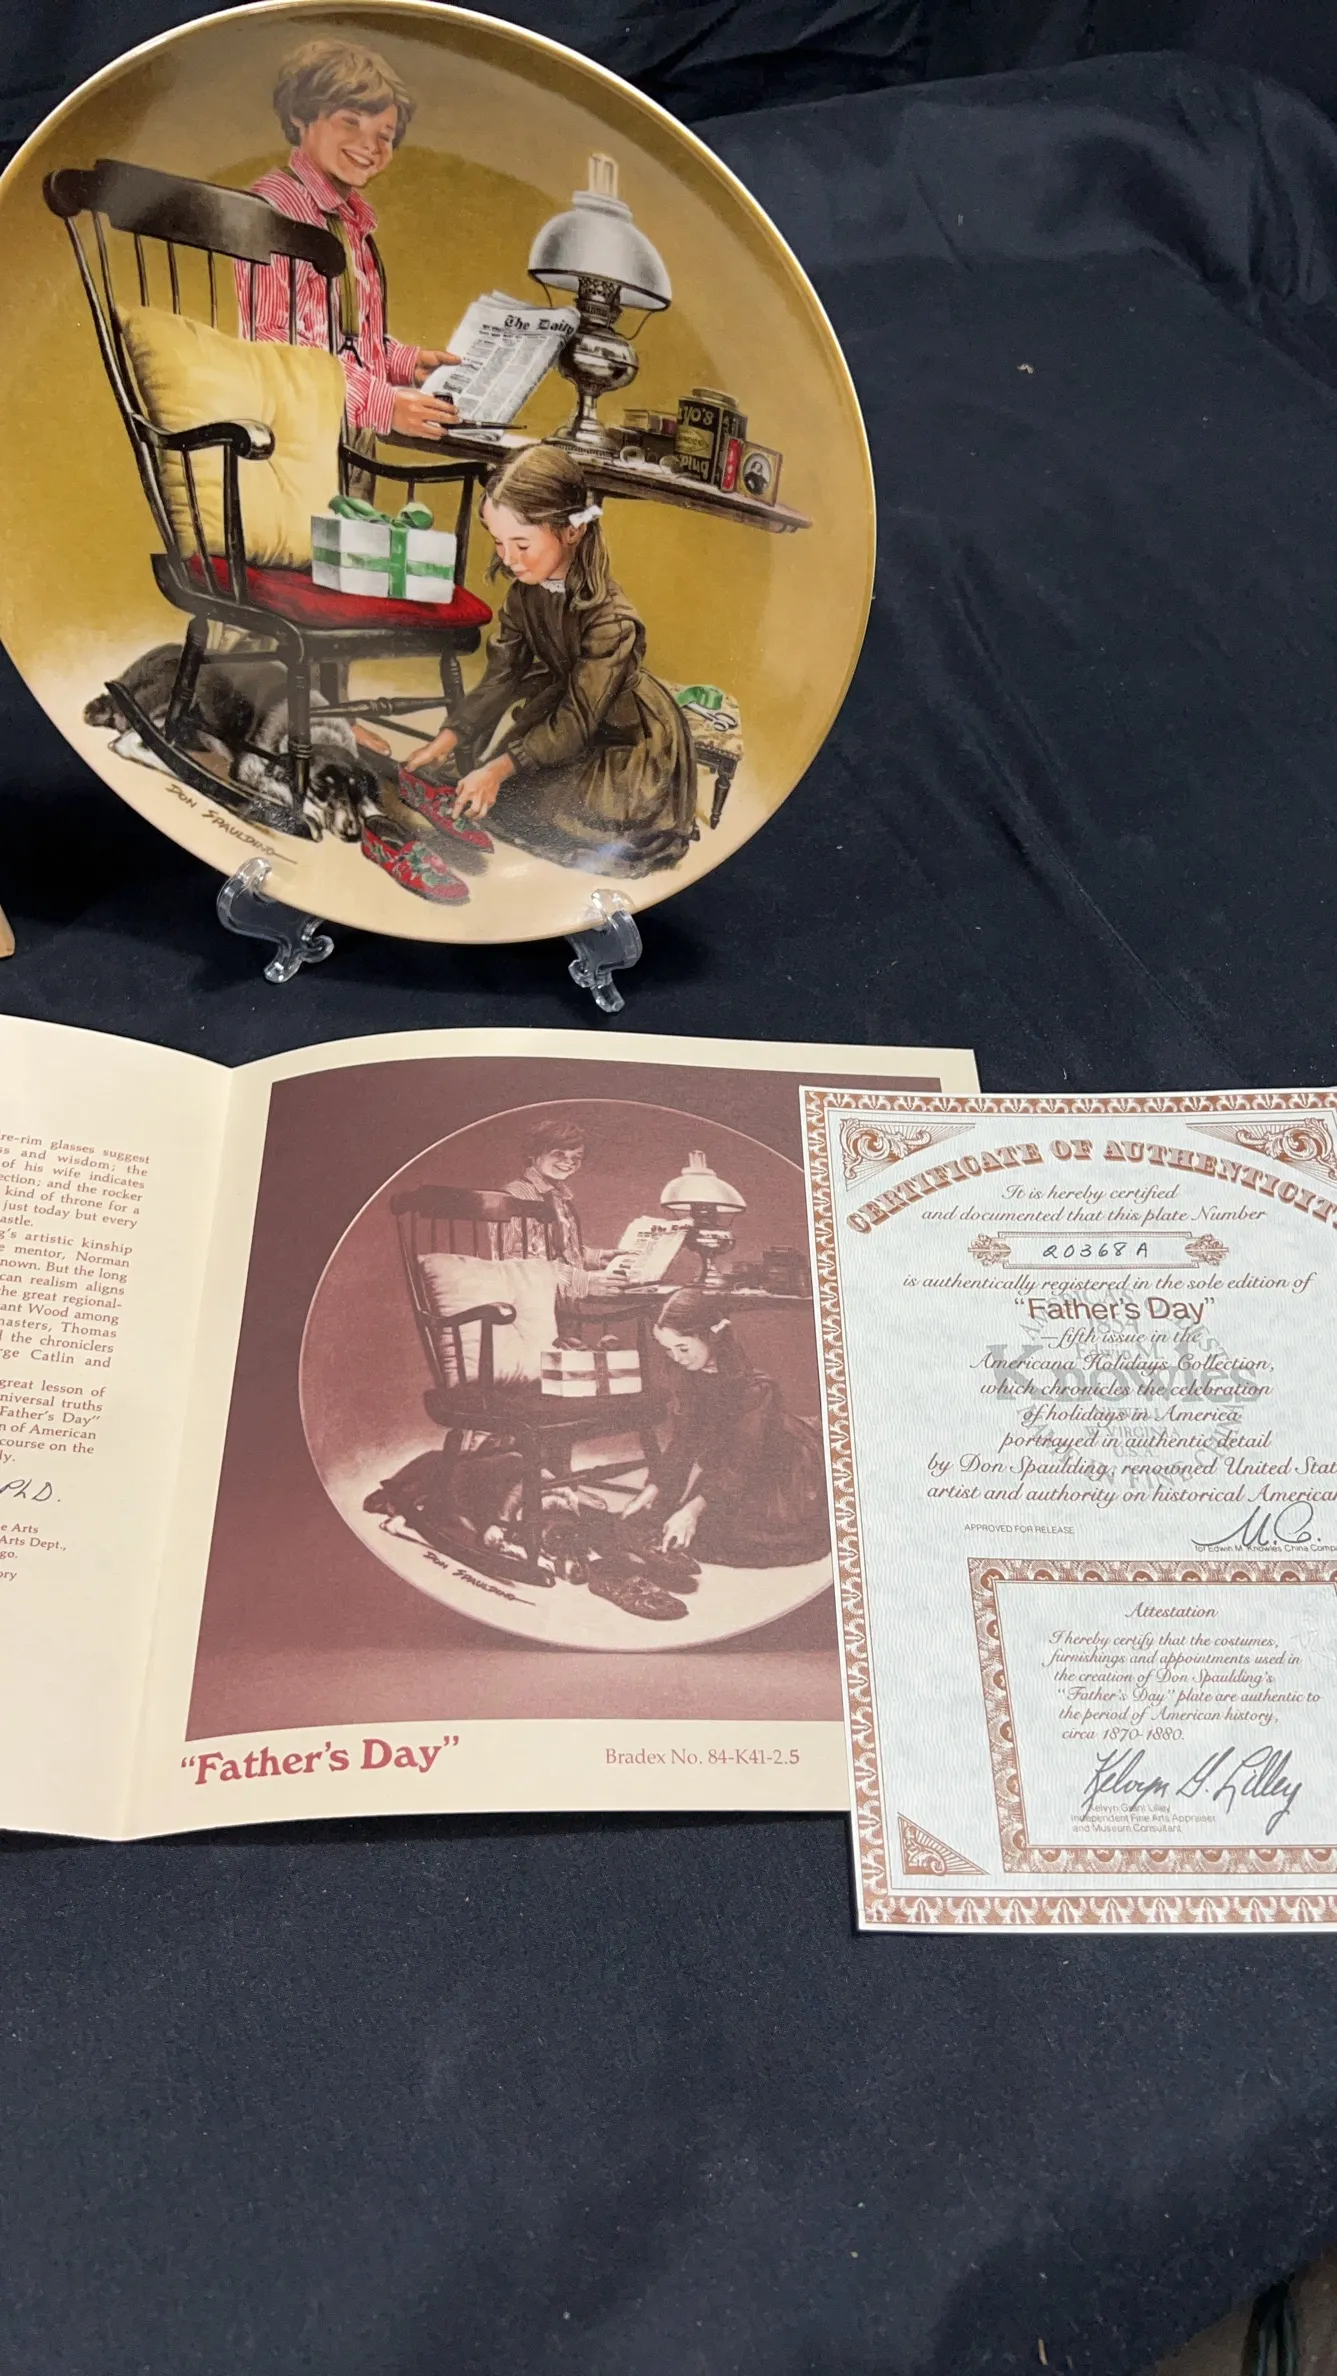 The Daily
DON SPAULDING
re-rim glasses suggest
ss and wisdom; the
of his wife indicates
ection; and the rocker
kind of throne for a
just today but every
astle.
g's artistic kinship
e mentor, Norman
nown. But the long
can realism aligns
the great regional-
ant Wood among
masters, Thomas
d the chroniclers
rge Catlin and
great lesson of
niversal truths
Father's Day"
n of American
course on the
ly.
PhD.
e Arts
Arts Dept.,
go.
ory
DON SPAULDING
"Father's Day"
Bradex No. 84-K41-2.5
CERTIFICATE OF AUTHENTICIT
It is hereby certified
and documented that this plate Number
20368 A
is authentically registered in the sole edition of
"Father's Day"
—fifth issue in the
Americana Holidays Collection,
which chronicles the celebration
of holidays in America
portrayed in authentic detail
by Don Spaulding, renowned United Stat
artist and authority on historical American
Knowles
APPROVED FOR RELEASE
for Edwin M. Knowles China Comp
Attestation
I hereby certify that the costumes,
furnishings and appointments used in
the creation of Don Spaulding's
"Father's Day" plate are authentic to
the period of American history,
circa 1870-1880.
Kelvyn G. Lilley
Kelvyn Grant Lilley
Independent Fine Arts Appraiser
and Museum Consultant